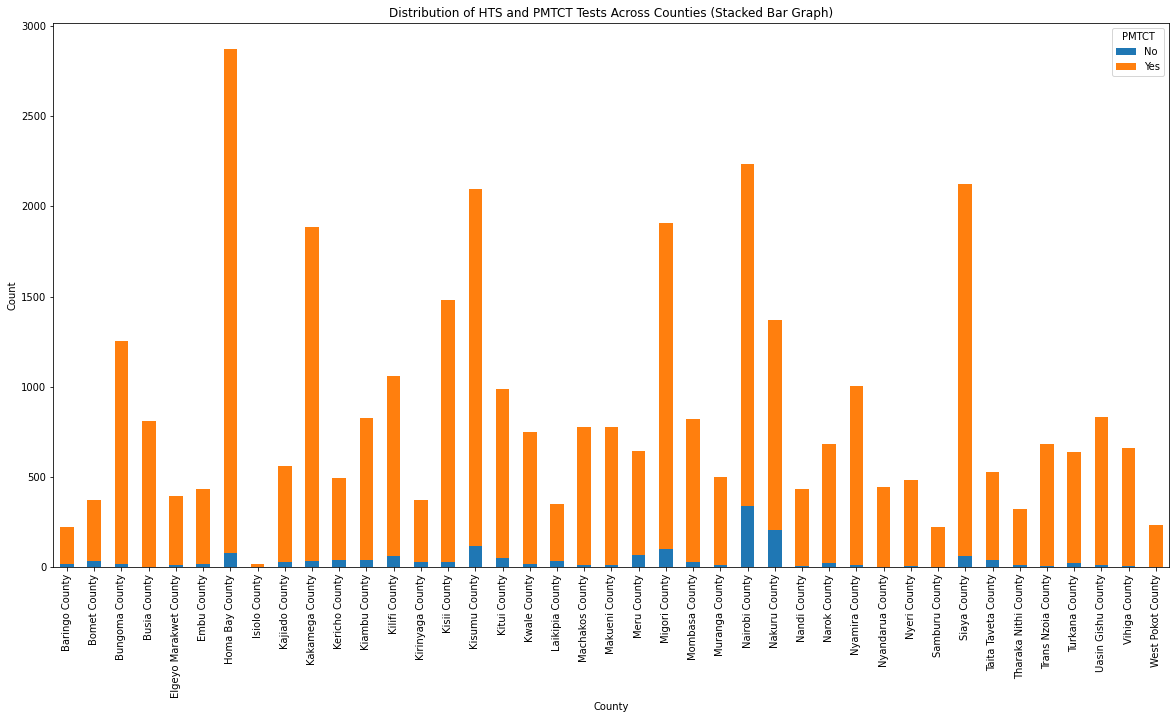 Distribution of HTS and PMTCT Tests Across Counties (Stacked Bar Graph)
PMTCT
No
Yes
Count
3000
2500
2000
1500
1000
500
0
Baringo County
Bomet County
Bungoma County
Busia County
Elgeyo Marakwet County
Embu County
Homa Bay County
Isiolo County
Kajiado County
Kakamega County
Kericho County
Kiambu County
Kilifi County
Kirinyaga County
Kisii County
Kisumu County
Kitui County
Kwale County
Laikipia County
Machakos County
Makueni County
Meru County
Migori County
Mombasa County
Muranga County
Nairobi County
Nakuru County
Nandi County
Narok County
Nyamira County
Nyandarua County
Nyeri County
Samburu County
Siaya County
Taita Taveta County
Tharaka Nithi County
Trans Nzoia County
Turkana County
Uasin Gishu County
Vihiga County
West Pokot County
County